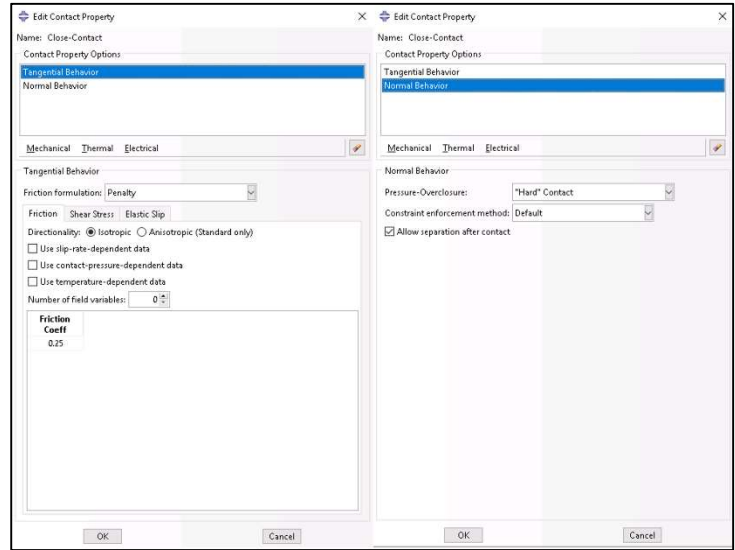 Edit Contact Property
Name: Close-Contact
Contact Property Options
Tangential Behavior
Normal Behavior
Mechanical Thermal Electrical
Tangential Behavior
Friction formulation: Penalty
Friction Shear Stress Elastic Slip
Directionality: Isotropic Anisotropic (Standard only)
Use slip-rate-dependent data
Use contact-pressure-dependent data
Use temperature-dependent data
Number of field variables: 0
Friction
Coeff
0.25
OK Cancel
Edit Contact Property
Name: Close-Contact
Contact Property Options
Tangential Behavior
Normal Behavior
Mechanical Thermal Electrical
Normal Behavior
Pressure-Overclosure: "Hard" Contact
Constraint enforcement method: Default
Allow separation after contact
OK Cancel